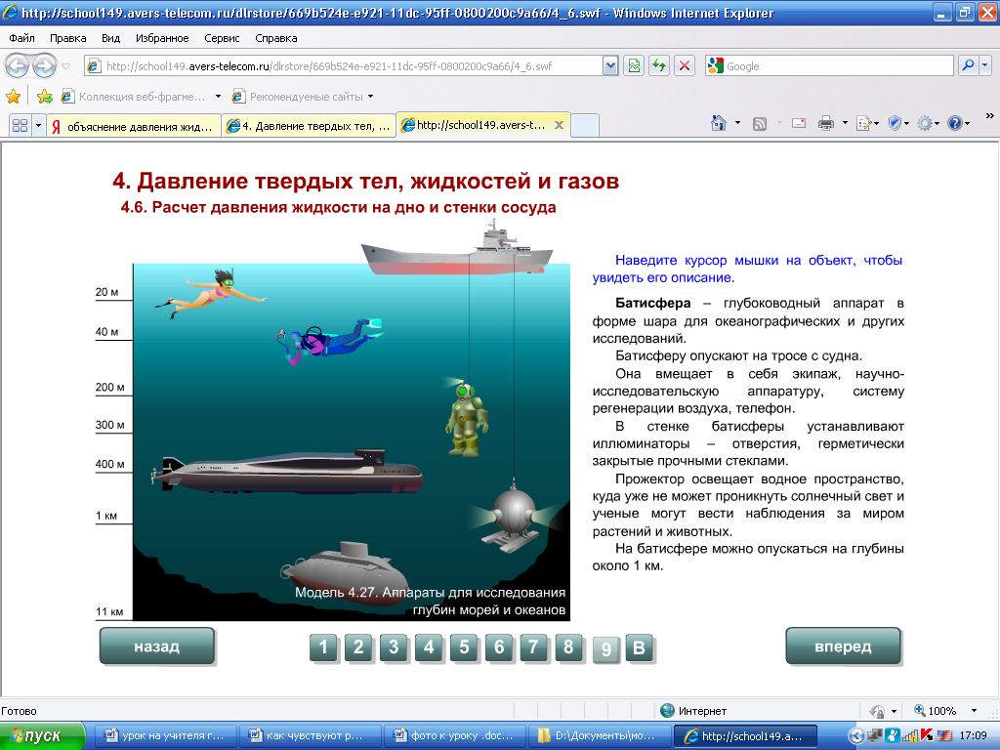 http://school149.avers-telecom.ru/dlrstore/669b524e-e921-11dc-95ff-0800200c9a66/4_6.swf - Windows Internet Explorer
Файл Правка Вид Избранное Сервис Справка
http://school149.avers-telecom.ru/dlrstore/669b524e-e921-11dc-95ff-0800200c9a66/4_6.swf
Google
Коллекция веб-фрагме... Рекомендуемые сайты
объяснение давления жид... 4. Давление твердых тел, ... http://school149.avers-t...
4. Давление твердых тел, жидкостей и газов
4.6. Расчет давления жидкости на дно и стенки сосуда
20 м
40 м
200 м
300 м
400 м
1 км
11 км
Модель 4.27. Аппараты для исследования
глубин морей и океанов
Наведите курсор мышки на объект, чтобы
увидеть его описание.
Батисфера – глубоководный аппарат в
форме шара для океанографических и других
исследований.
Батисферу опускают на тросе с судна.
Она вмещает в себя экипаж, научно-
исследовательскую аппаратуру, систему
регенерации воздуха, телефон.
В стенке батисферы устанавливают
иллюминаторы – отверстия, герметически
закрытые прочными стеклами.
Прожектор освещает водное пространство,
куда уже не может проникнуть солнечный свет и
ученые могут вести наблюдения за миром
растений и животных.
На батисфере можно опускаться на глубины
около 1 км.
назад 1 2 3 4 5 6 7 8 9 В вперед
Готово Интернет 100%
пуск урок на учителя г... как чувствуют р... фото к уроку .doc... D:\Документы\мо... http://school149.a... 17:09